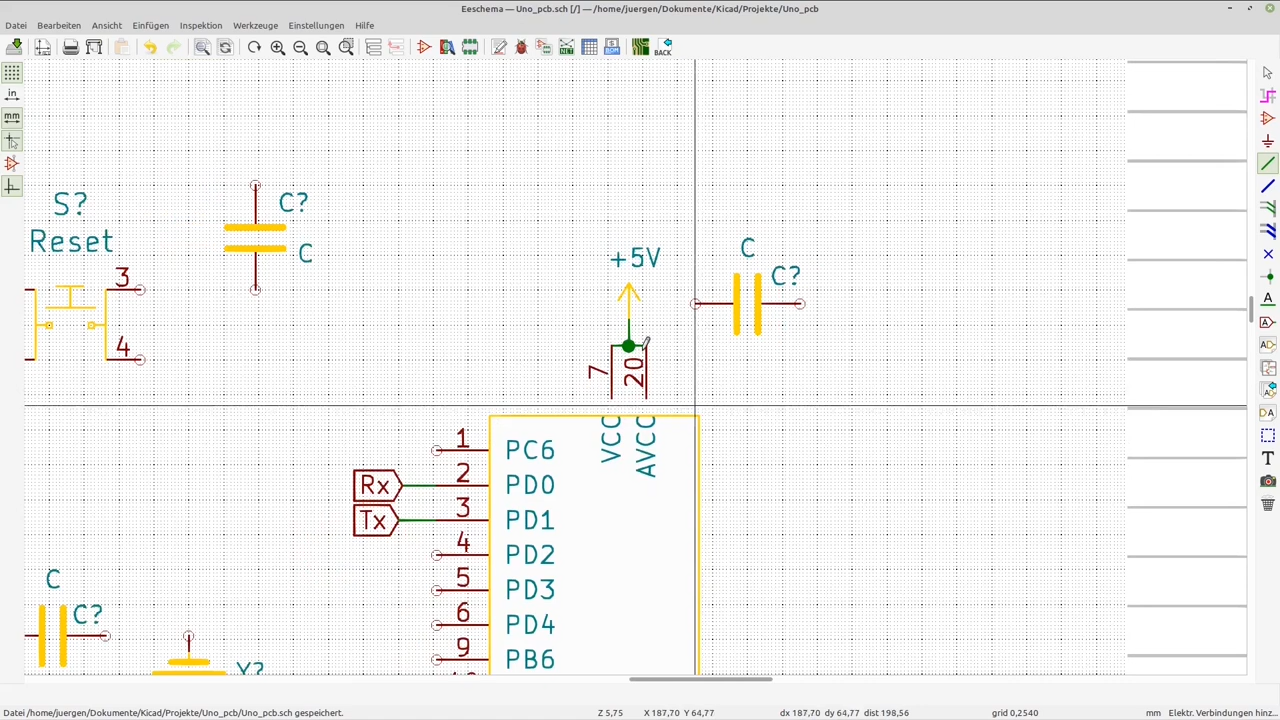 Eeschema — Uno_pcb.sch [/] — /home/juergen/Dokumente/Kicad/Projekte/Uno_pcb
Datei Bearbeiten Ansicht Einfügen Inspektion Werkzeuge Einstellungen Hilfe
NET
BOM
BACK
in
mm
S?
Reset
3
4
C?
C
+5V
7
20
C
C?
VCC
AVCC
1 PC6
Rx 2 PD0
Tx 3 PD1
4 PD2
5 PD3
6 PD4
9 PB6
C
C?
Y?
A
A
A
D
DA
T
Datei /home/juergen/Dokumente/Kicad/Projekte/Uno_pcb/Uno_pcb.sch gespeichert.
Z 5,75
X 187,70 Y 64,77
dx 187,70 dy 64,77 dist 198,56
grid 0,2540
mm
Elektr. Verbindungen hinz...